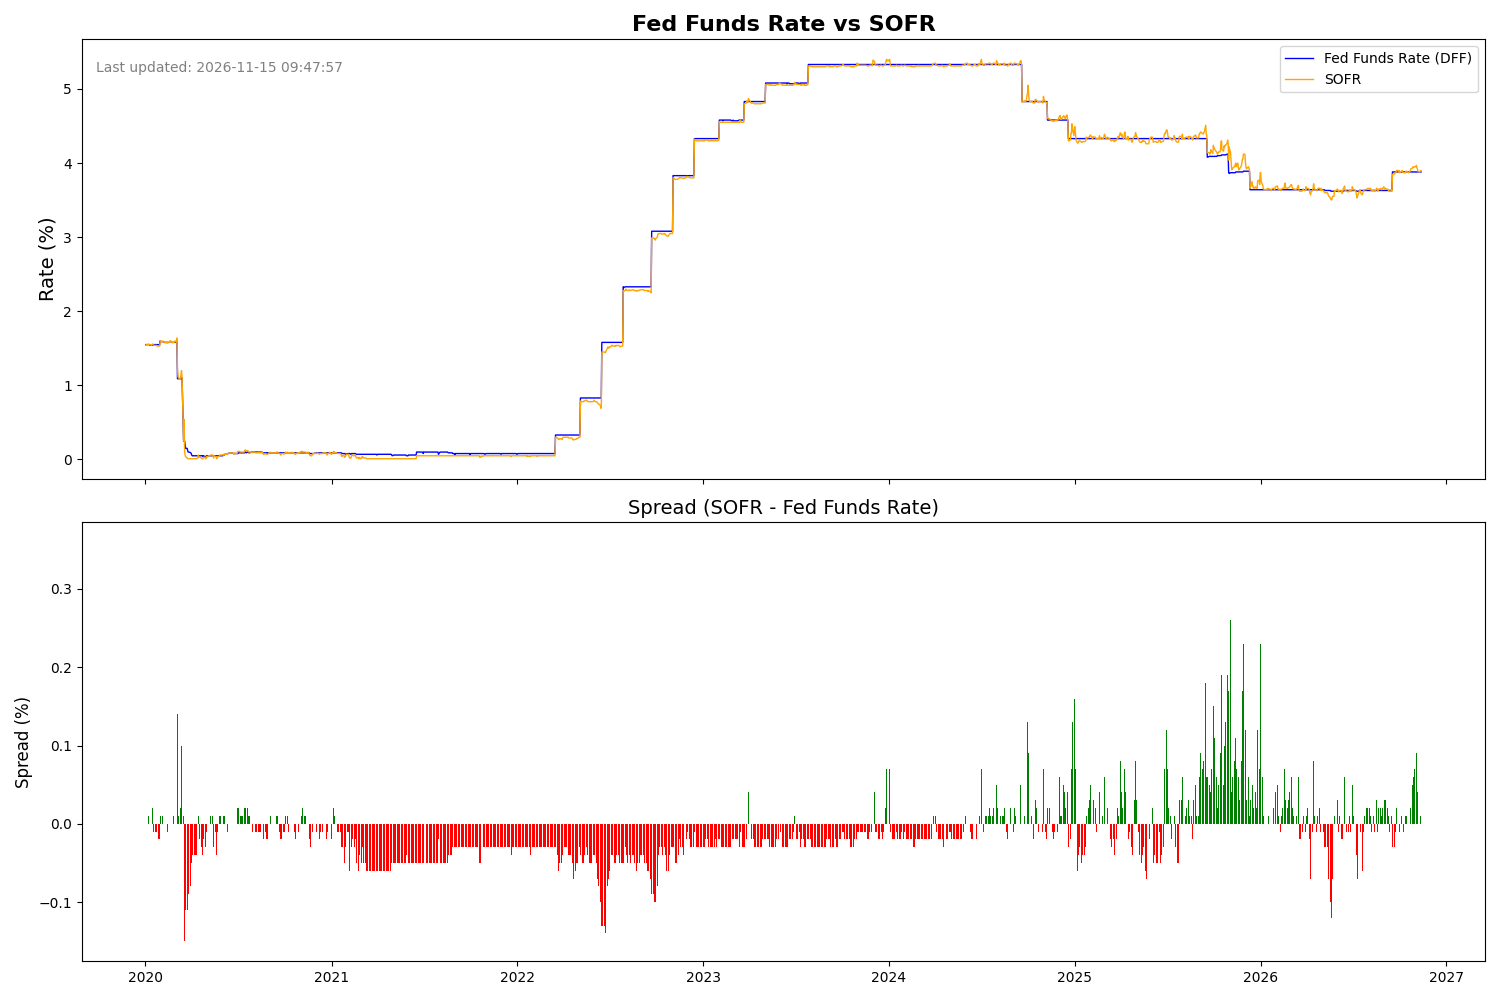 Fed Funds Rate vs SOFR
Last updated: 2026-11-15 09:47:57
Fed Funds Rate (DFF)
SOFR
Rate (%)
5
4
3
2
1
0
Spread (SOFR - Fed Funds Rate)
Spread (%)
0.3
0.2
0.1
0.0
−0.1
2020 2021 2022 2023 2024 2025 2026 2027